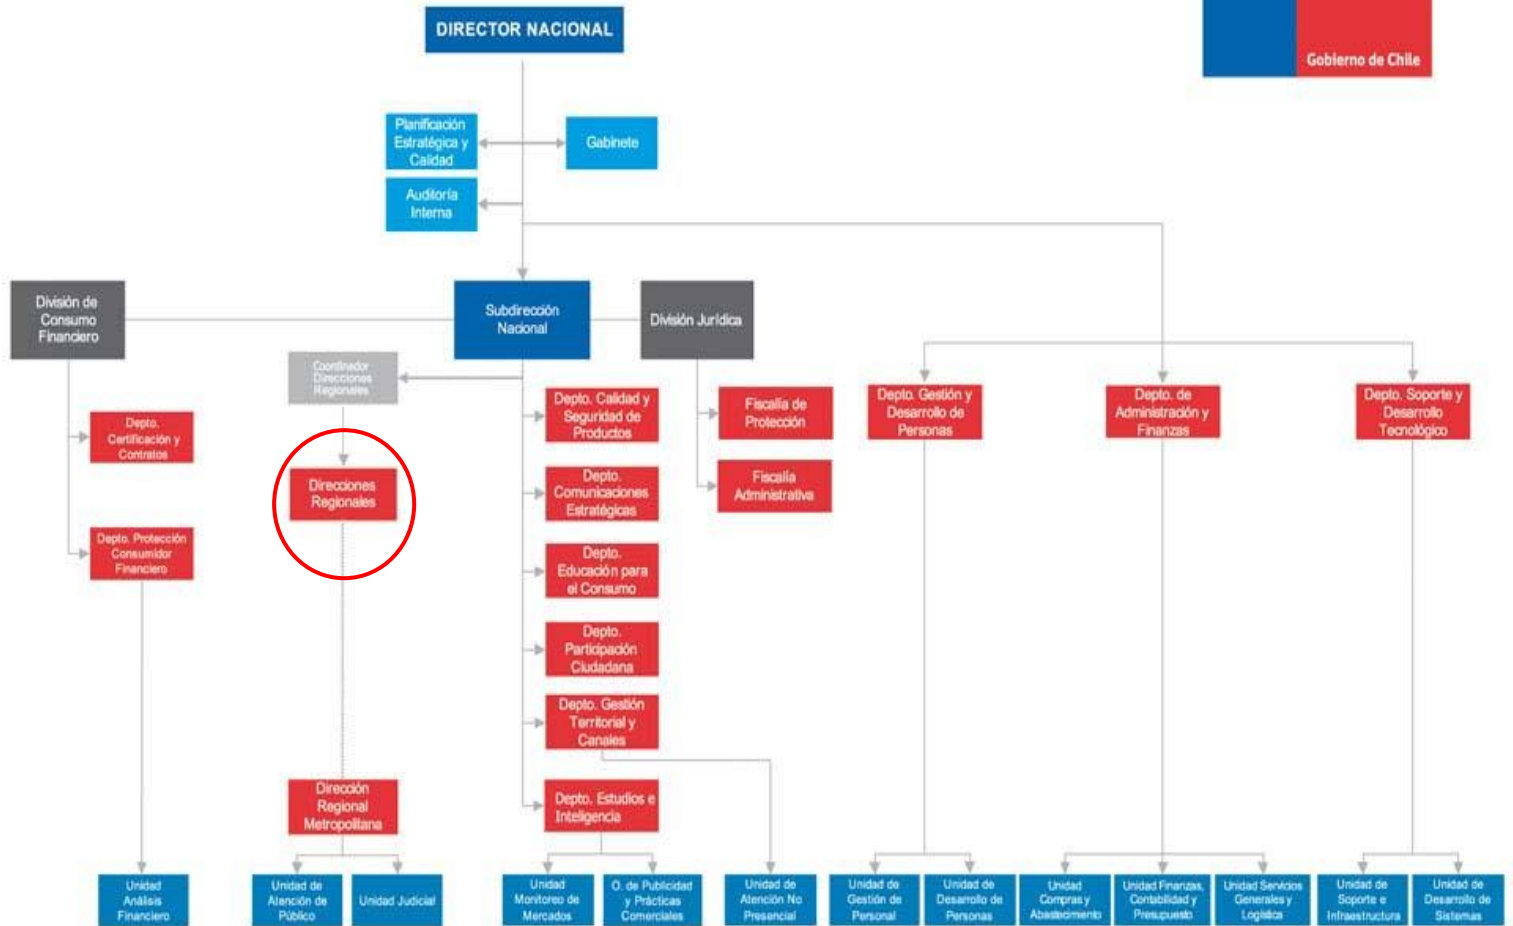 DIRECTOR NACIONAL
Gobierno de Chile
Planificación
Estratégica y
Calidad
Gabinete
Auditoría
Interna
División de
Consumo
Financiero
Subdirección
Nacional
División Jurídica
Coordinador
Direcciones
Regionales
Depto. Calidad y
Seguridad de
Productos
Fiscalía de
Protección
Depto. Gestión y
Desarrollo de
Personas
Depto. de
Administración y
Finanzas
Depto. Soporte y
Desarrollo
Tecnológico
Depto.
Certificación y
Contratos
Direcciones
Regionales
Depto.
Comunicaciones
Estratégicas
Fiscalía
Administrativa
Depto. Protección
Consumidor
Financiero
Depto.
Educación para
el Consumo
Depto.
Participación
Ciudadana
Depto. Gestión
Territorial y
Canales
Dirección
Regional
Metropolitana
Depto. Estudios e
Inteligencia
Unidad
Análisis
Financiero
Unidad de
Atención de
Público
Unidad Judicial
Unidad
Monitoreo de
Mercados
O. de Publicidad
y Prácticas
Comerciales
Unidad de
Atención No
Presencial
Unidad de
Gestión de
Personal
Unidad de
Desarrollo de
Personas
Unidad
Compras y
Abastecimiento
Unidad Finanzas,
Contabilidad y
Presupuesto
Unidad Servicios
Generales y
Logística
Unidad de
Soporte e
Infraestructura
Unidad de
Desarrollo de
Sistemas